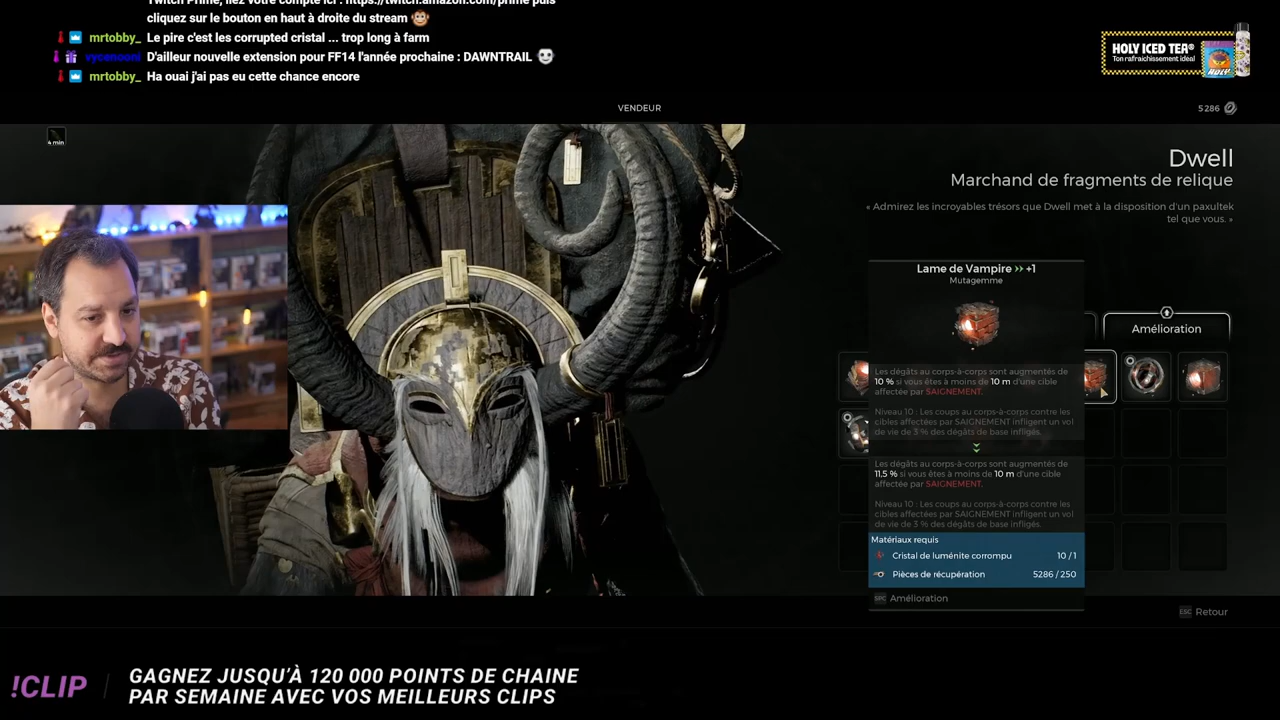 Twitch Prime, liez votre compte ici : https://twitch.amazon.com/prime puis
cliquez sur le bouton en haut à droite du stream
mrtobby_ Le pire c'est les corrupted cristal ... trop long à farm
vycenooni D'ailleur nouvelle extension pour FF14 l'année prochaine : DAWNTRAIL
mrtobby_ Ha ouai j'ai pas eu cette chance encore
HOLY ICED TEA®
Ton rafraichissement ideal
VENDEUR
5286
4 min
Dwell
Marchand de fragments de relique
« Admirez les incroyables trésors que Dwell met à la disposition d'un paxultek
tel que vous. »
Lame de Vampire +1
Mutagemme
Amélioration
Les dégâts au corps-à-corps sont augmentés de
10 % si vous êtes à moins de 10 m d'une cible
affectée par SAIGNEMENT.
Niveau 10 : Les coups au corps-à-corps contre les
cibles affectées par SAIGNEMENT infligent un vol
de vie de 3 % des dégâts de base infligés.
Les dégâts au corps-à-corps sont augmentés de
11,5 % si vous êtes à moins de 10 m d'une cible
affectée par SAIGNEMENT.
Niveau 10 : Les coups au corps-à-corps contre les
cibles affectées par SAIGNEMENT infligent un vol
de vie de 3 % des dégâts de base infligés.
Matériaux requis
Cristal de luménite corrompu 10 / 1
Pièces de récupération 5286 / 250
SPC Amélioration
ESC Retour
!CLIP
GAGNEZ JUSQU'À 120 000 POINTS DE CHAINE
PAR SEMAINE AVEC VOS MEILLEURS CLIPS